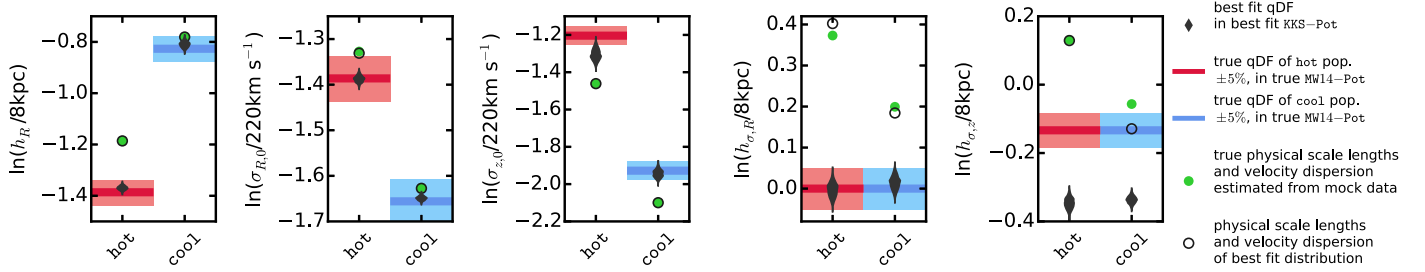 ln(h_R/8kpc)
−0.8
−1.0
−1.2
−1.4
hot
cool
ln(σ_{R,0}/220km s^{−1})
−1.3
−1.4
−1.5
−1.6
−1.7
hot
cool
ln(σ_{z,0}/220km s^{−1})
−1.2
−1.4
−1.6
−1.8
−2.0
−2.2
hot
cool
ln(h_{σ,R}/8kpc)
0.4
0.3
0.2
0.1
0.0
hot
cool
ln(h_{σ,z}/8kpc)
0.2
0.0
−0.2
−0.4
hot
cool
best fit qDF
in best fit KKS−Pot
true qDF of hot pop.
±5%, in true MW14−Pot
true qDF of cool pop.
±5%, in true MW14−Pot
true physical scale lengths
and velocity dispersion
estimated from mock data
physical scale lengths
and velocity dispersion
of best fit distribution